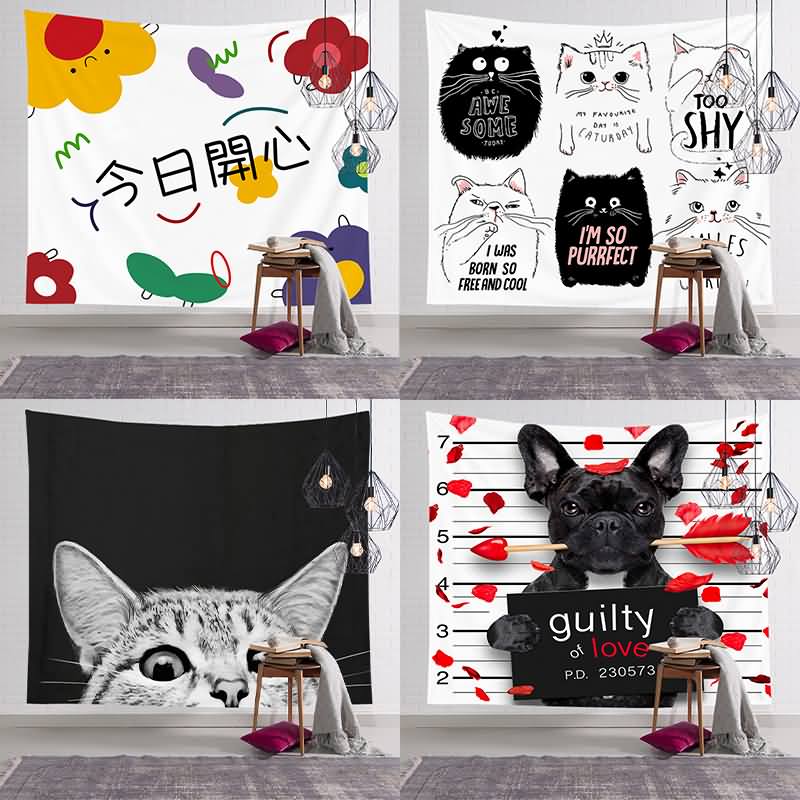 今日開心
BE
AWE
SOME
TODAY
MY FAVOURITE
DAY IS
CATURDAY
TOO
SHY
I WAS
BORN SO
FREE AND COOL
I'M SO
PURRFECT
7
6
5
4
3
2
guilty
of love
P.D. 230573